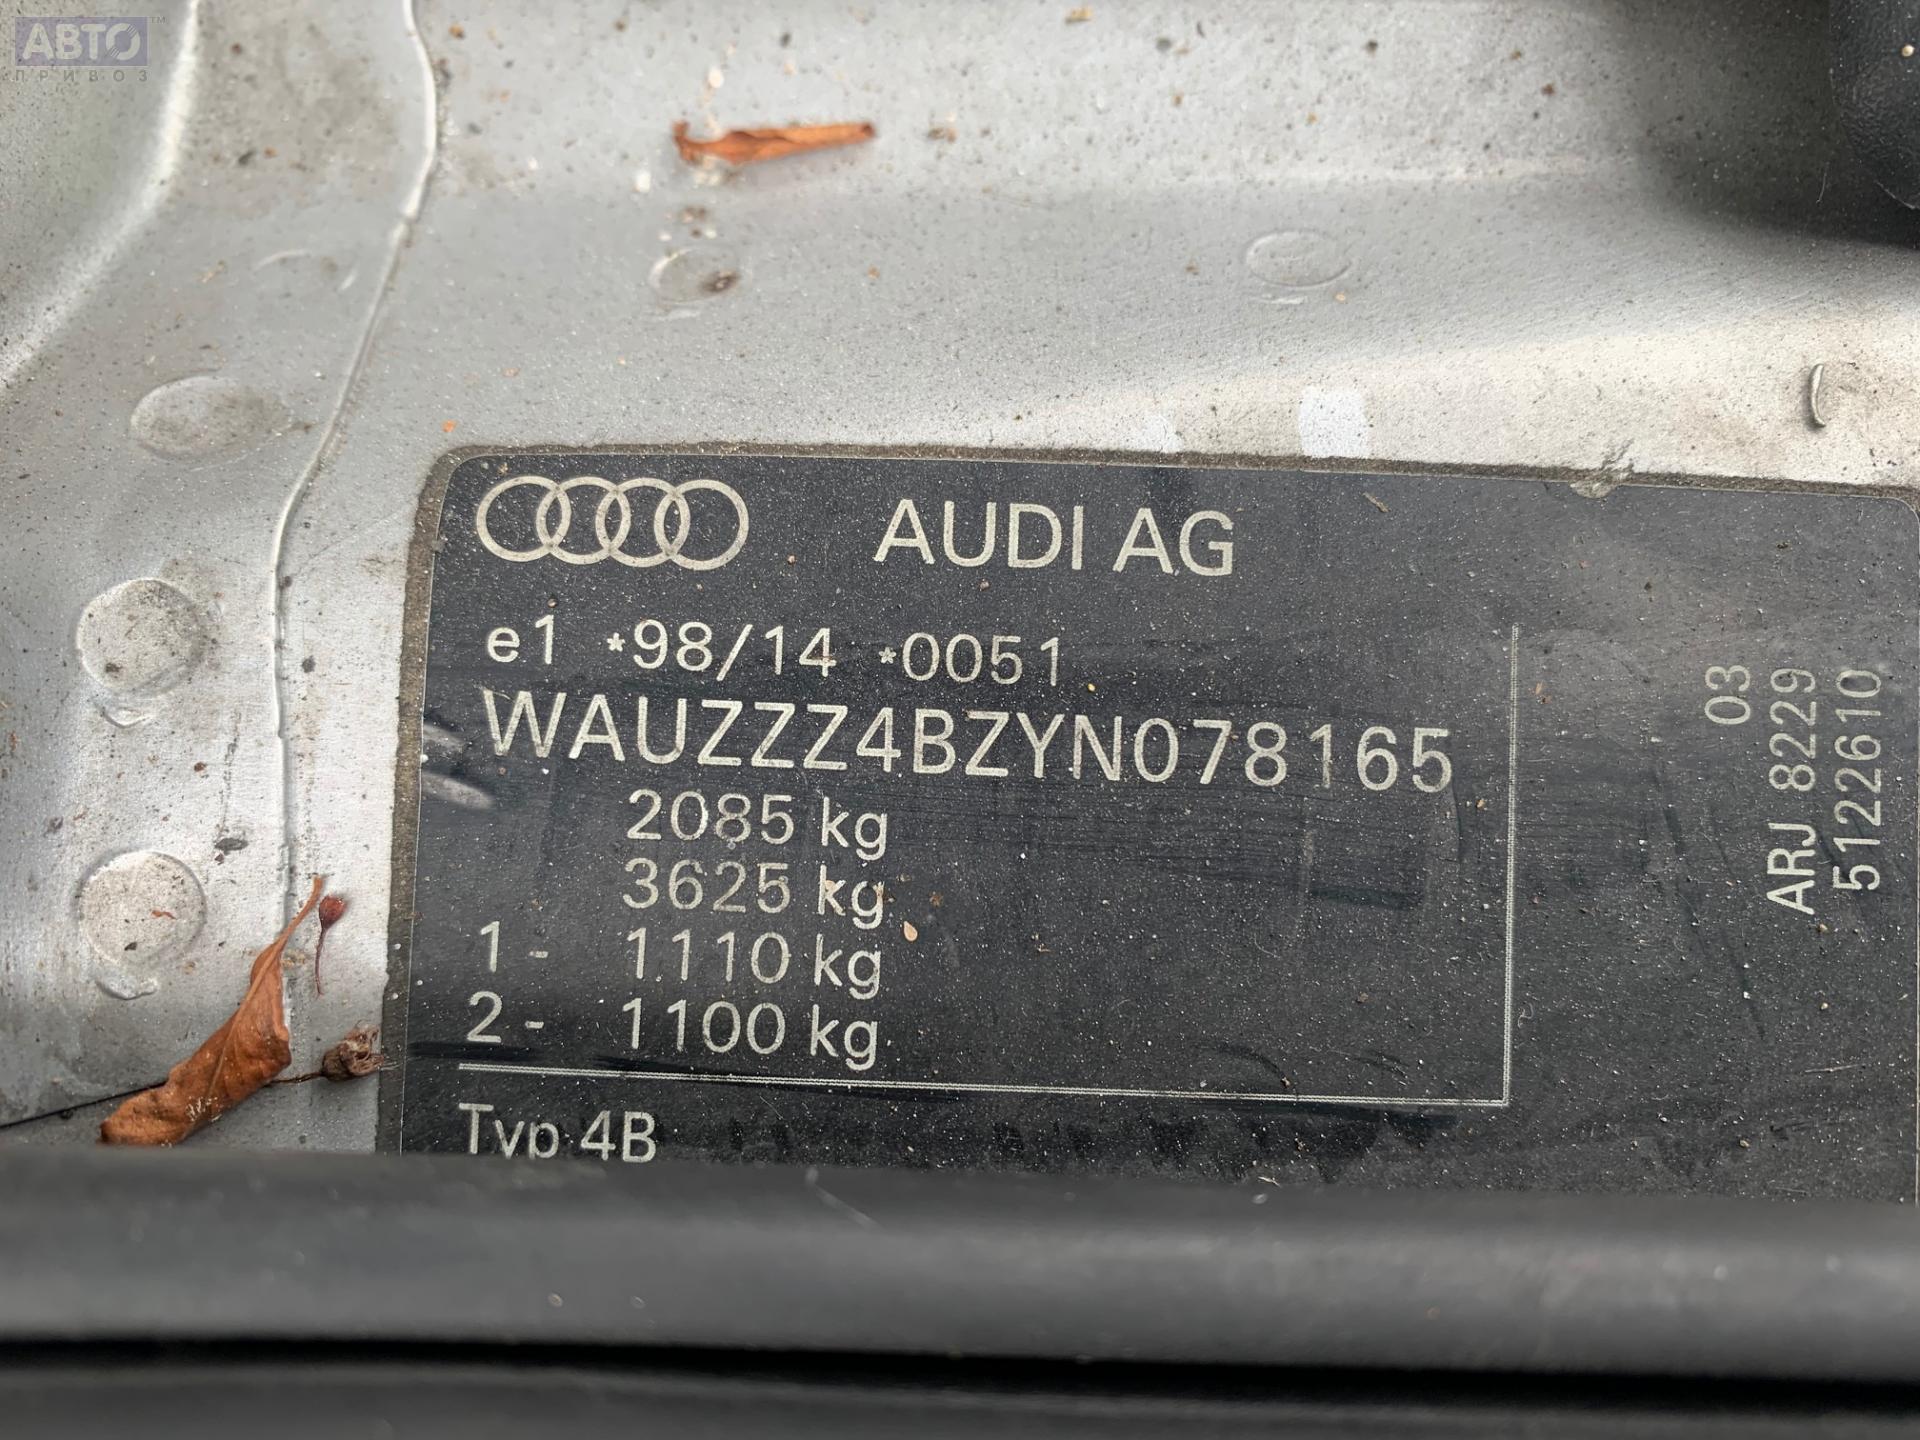 АВТО™
ПРИВОЗ
AUDI AG
e1 *98/14 *0051
WAUZZZ4BZYN078165
2085 kg
3625 kg
1 - 1110 kg
2 - 1100 kg
Typ 4B
03
ARJ 8229
5122610